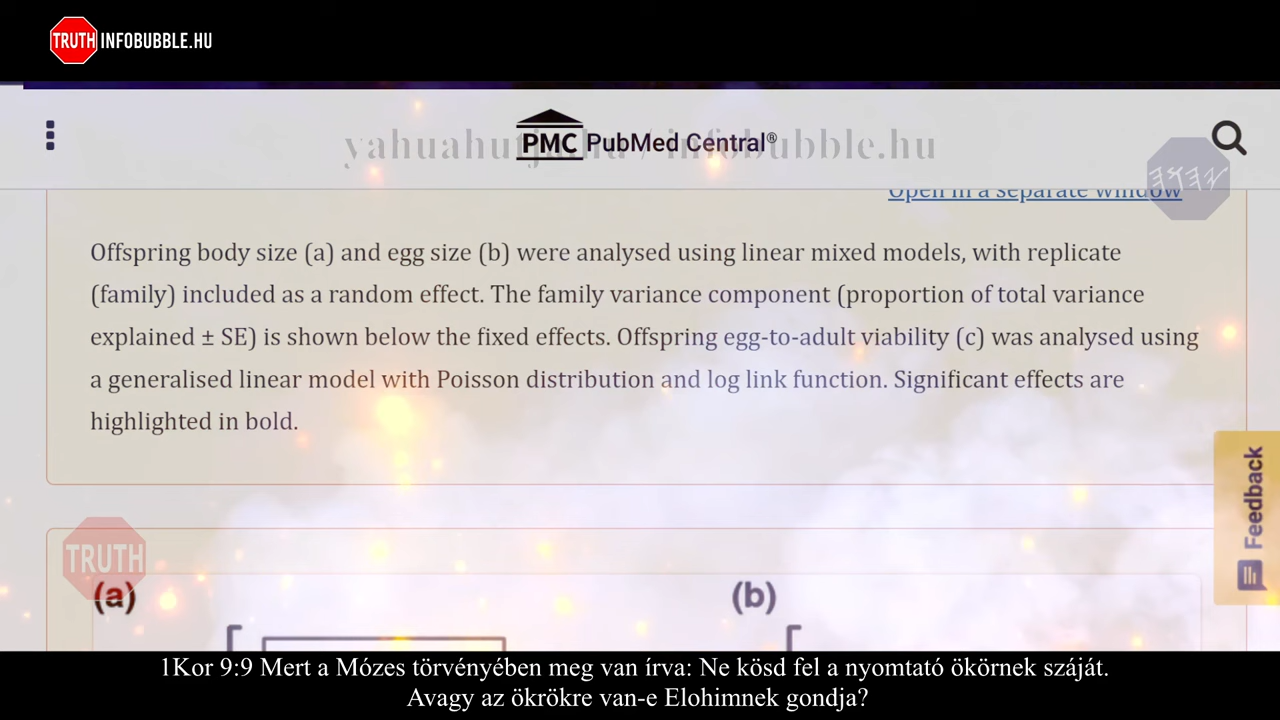 TRUTH INFOBUBBLE.HU
PMC PubMed Central®
infobubble.hu
Open in a separate window
Offspring body size (a) and egg size (b) were analysed using linear mixed models, with replicate
(family) included as a random effect. The family variance component (proportion of total variance
explained ± SE) is shown below the fixed effects. Offspring egg-to-adult viability (c) was analysed using
a generalised linear model with Poisson distribution and log link function. Significant effects are
highlighted in bold.
Feedback
TRUTH
(a) (b)
1Kor 9:9 Mert a Mózes törvényében meg van írva: Ne kösd fel a nyomtató ökörnek száját.
Avagy az ökrökre van-e Elohimnek gondja?